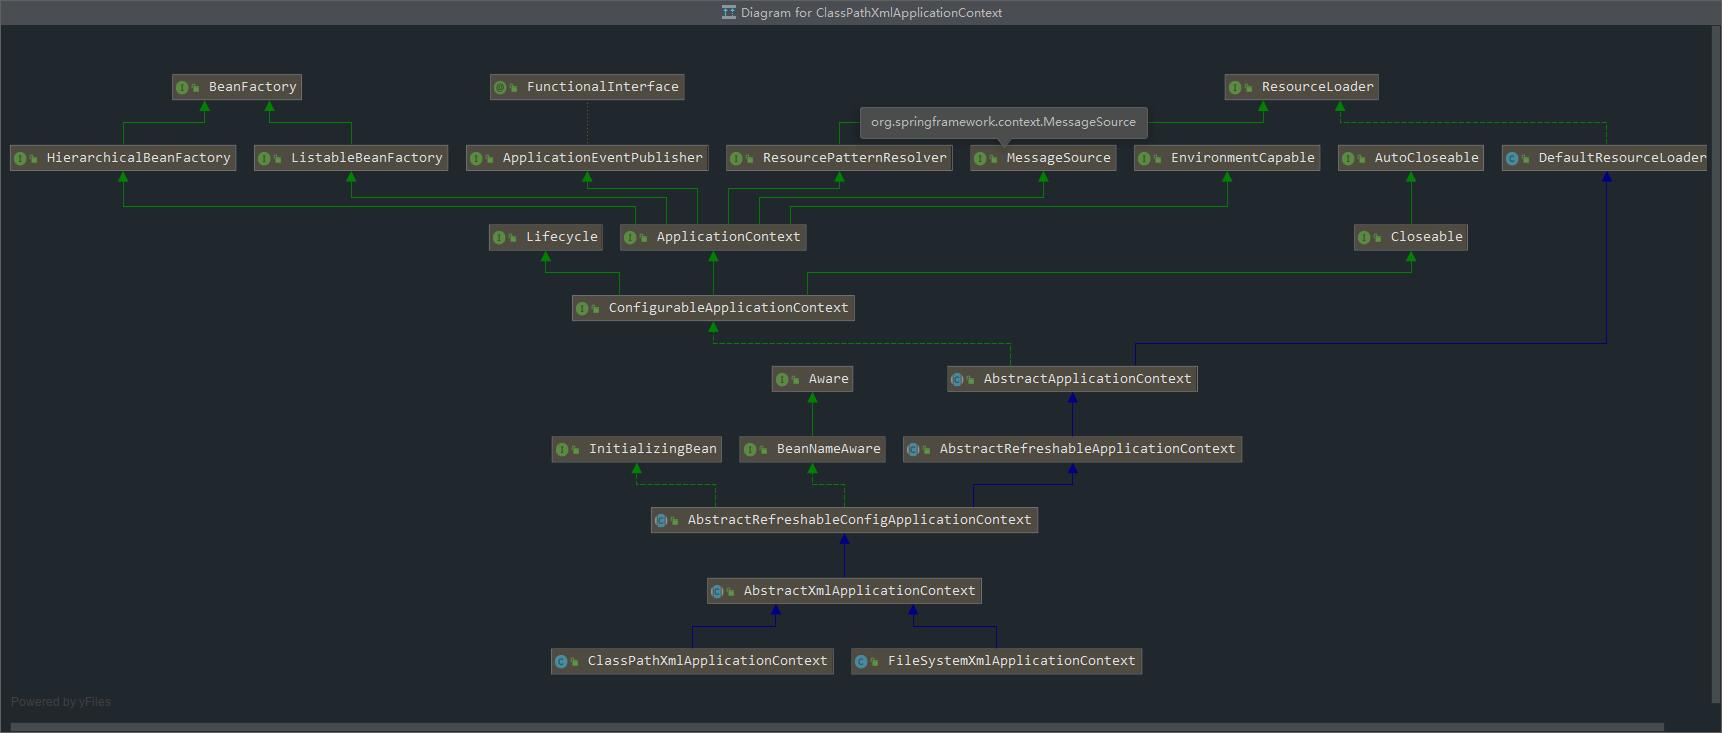 Diagram for ClassPathXmlApplicationContext
BeanFactory
FunctionalInterface
ResourceLoader
org.springframework.context.MessageSource
HierarchicalBeanFactory
ListableBeanFactory
ApplicationEventPublisher
ResourcePatternResolver
MessageSource
EnvironmentCapable
AutoCloseable
DefaultResourceLoader
Lifecycle
ApplicationContext
Closeable
ConfigurableApplicationContext
Aware
AbstractApplicationContext
InitializingBean
BeanNameAware
AbstractRefreshableApplicationContext
AbstractRefreshableConfigApplicationContext
AbstractXmlApplicationContext
ClassPathXmlApplicationContext
FileSystemXmlApplicationContext
Powered by yFiles